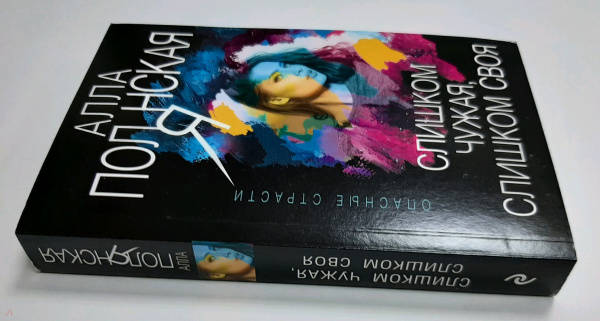 АЛЛА
ПОЛЯНСКАЯ
СЛИШКОМ
ЧУЖАЯ,
СЛИШКОМ СВОЯ
ОПАСНЫЕ СТРАСТИ
АЛЛА
ПОЛЯНСКАЯ
СЛИШКОМ ЧУЖАЯ,
СЛИШКОМ СВОЯ